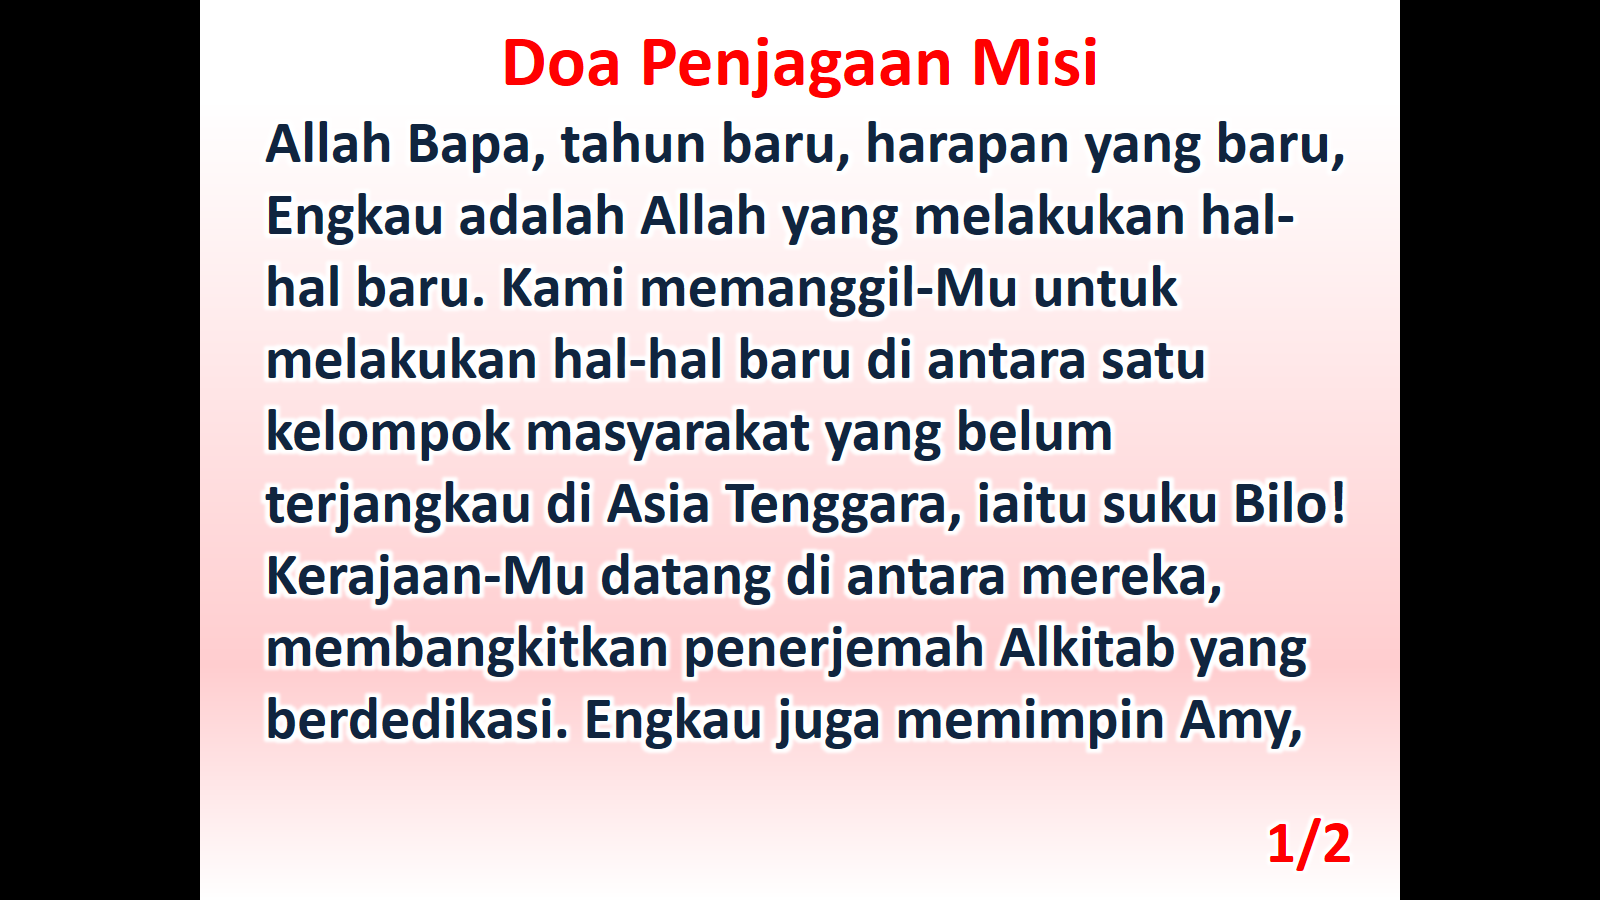 Doa Penjagaan Misi
Allah Bapa, tahun baru, harapan yang baru,
Engkau adalah Allah yang melakukan hal-
hal baru. Kami memanggil-Mu untuk
melakukan hal-hal baru di antara satu
kelompok masyarakat yang belum
terjangkau di Asia Tenggara, iaitu suku Bilo!
Kerajaan-Mu datang di antara mereka,
membangkitkan penerjemah Alkitab yang
berdedikasi. Engkau juga memimpin Amy,
1/2